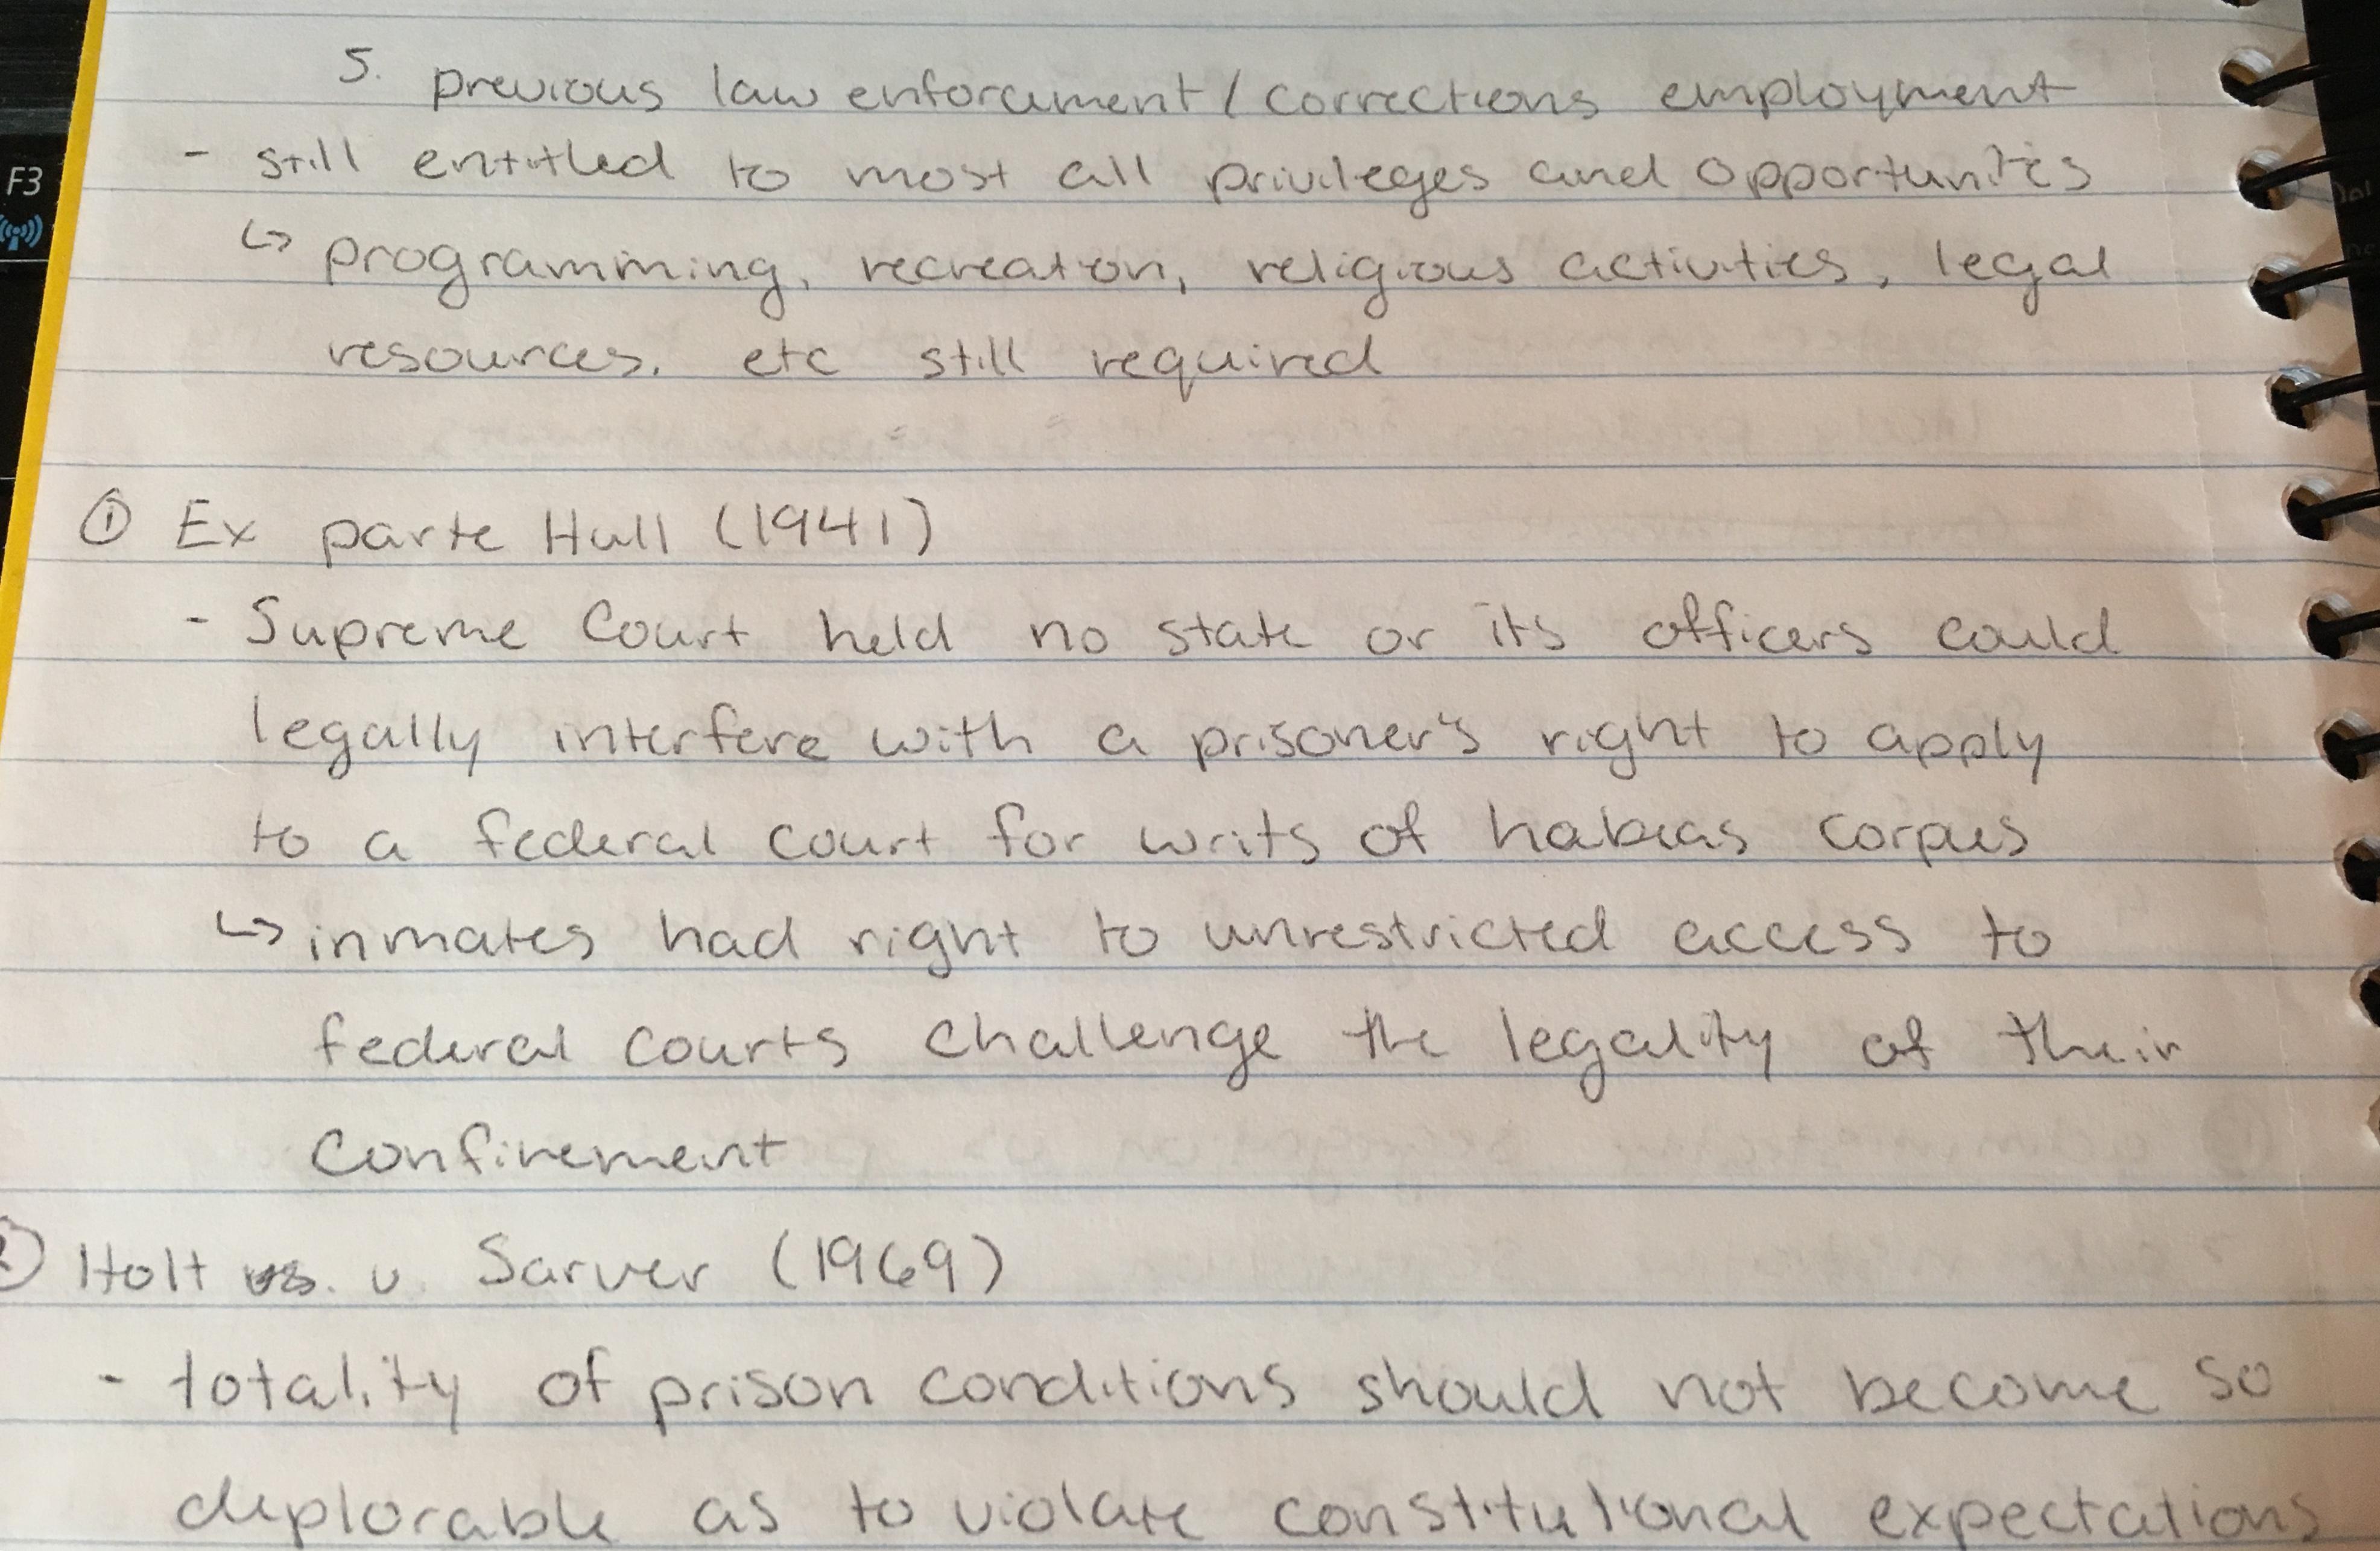 5. previous law enforcement/corrections employment
- still entitled to most all privileges and opportunites
↳ programming, recreation, religious activities, legal
resources, etc still required
① Ex parte Hull (1941)
- Supreme Court held no state or its officers could
legally interfere with a prisoner's right to apply
to a federal court for writs of habeas corpus
↳ inmates had right to unrestricted access to
federal courts challenge the legality of their
confinement
② Holt vs. v. Sarver (1969)
- totality of prison conditions should not become so
deplorable as to violate constitutional expectations
F3